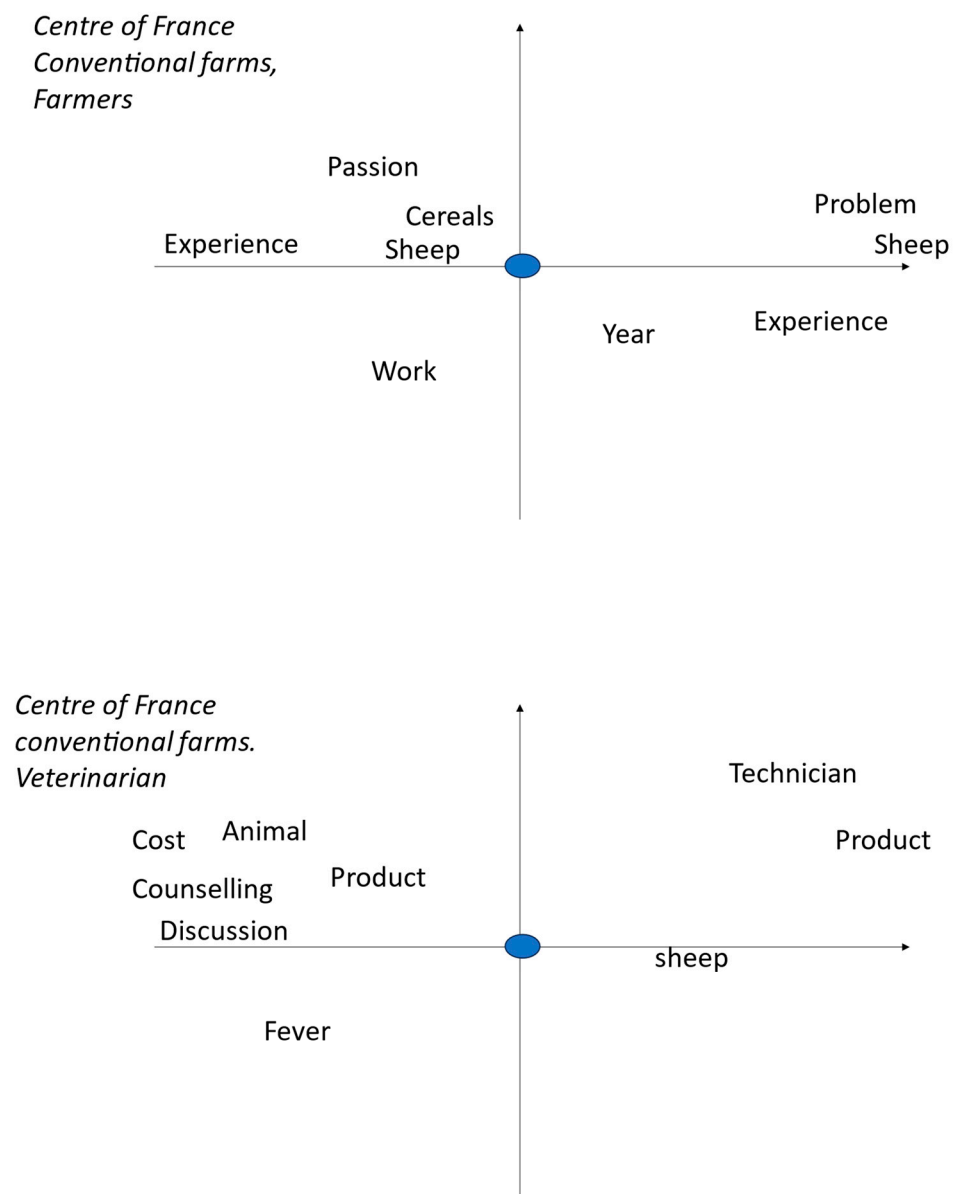 Centre of France
Conventional farms,
Farmers
Passion
Cereals
Problem
Experience
Sheep
Sheep
Year
Experience
Work
Centre of France
conventional farms.
Veterinarian
Technician
Cost
Animal
Product
Product
Counselling
Discussion
sheep
Fever